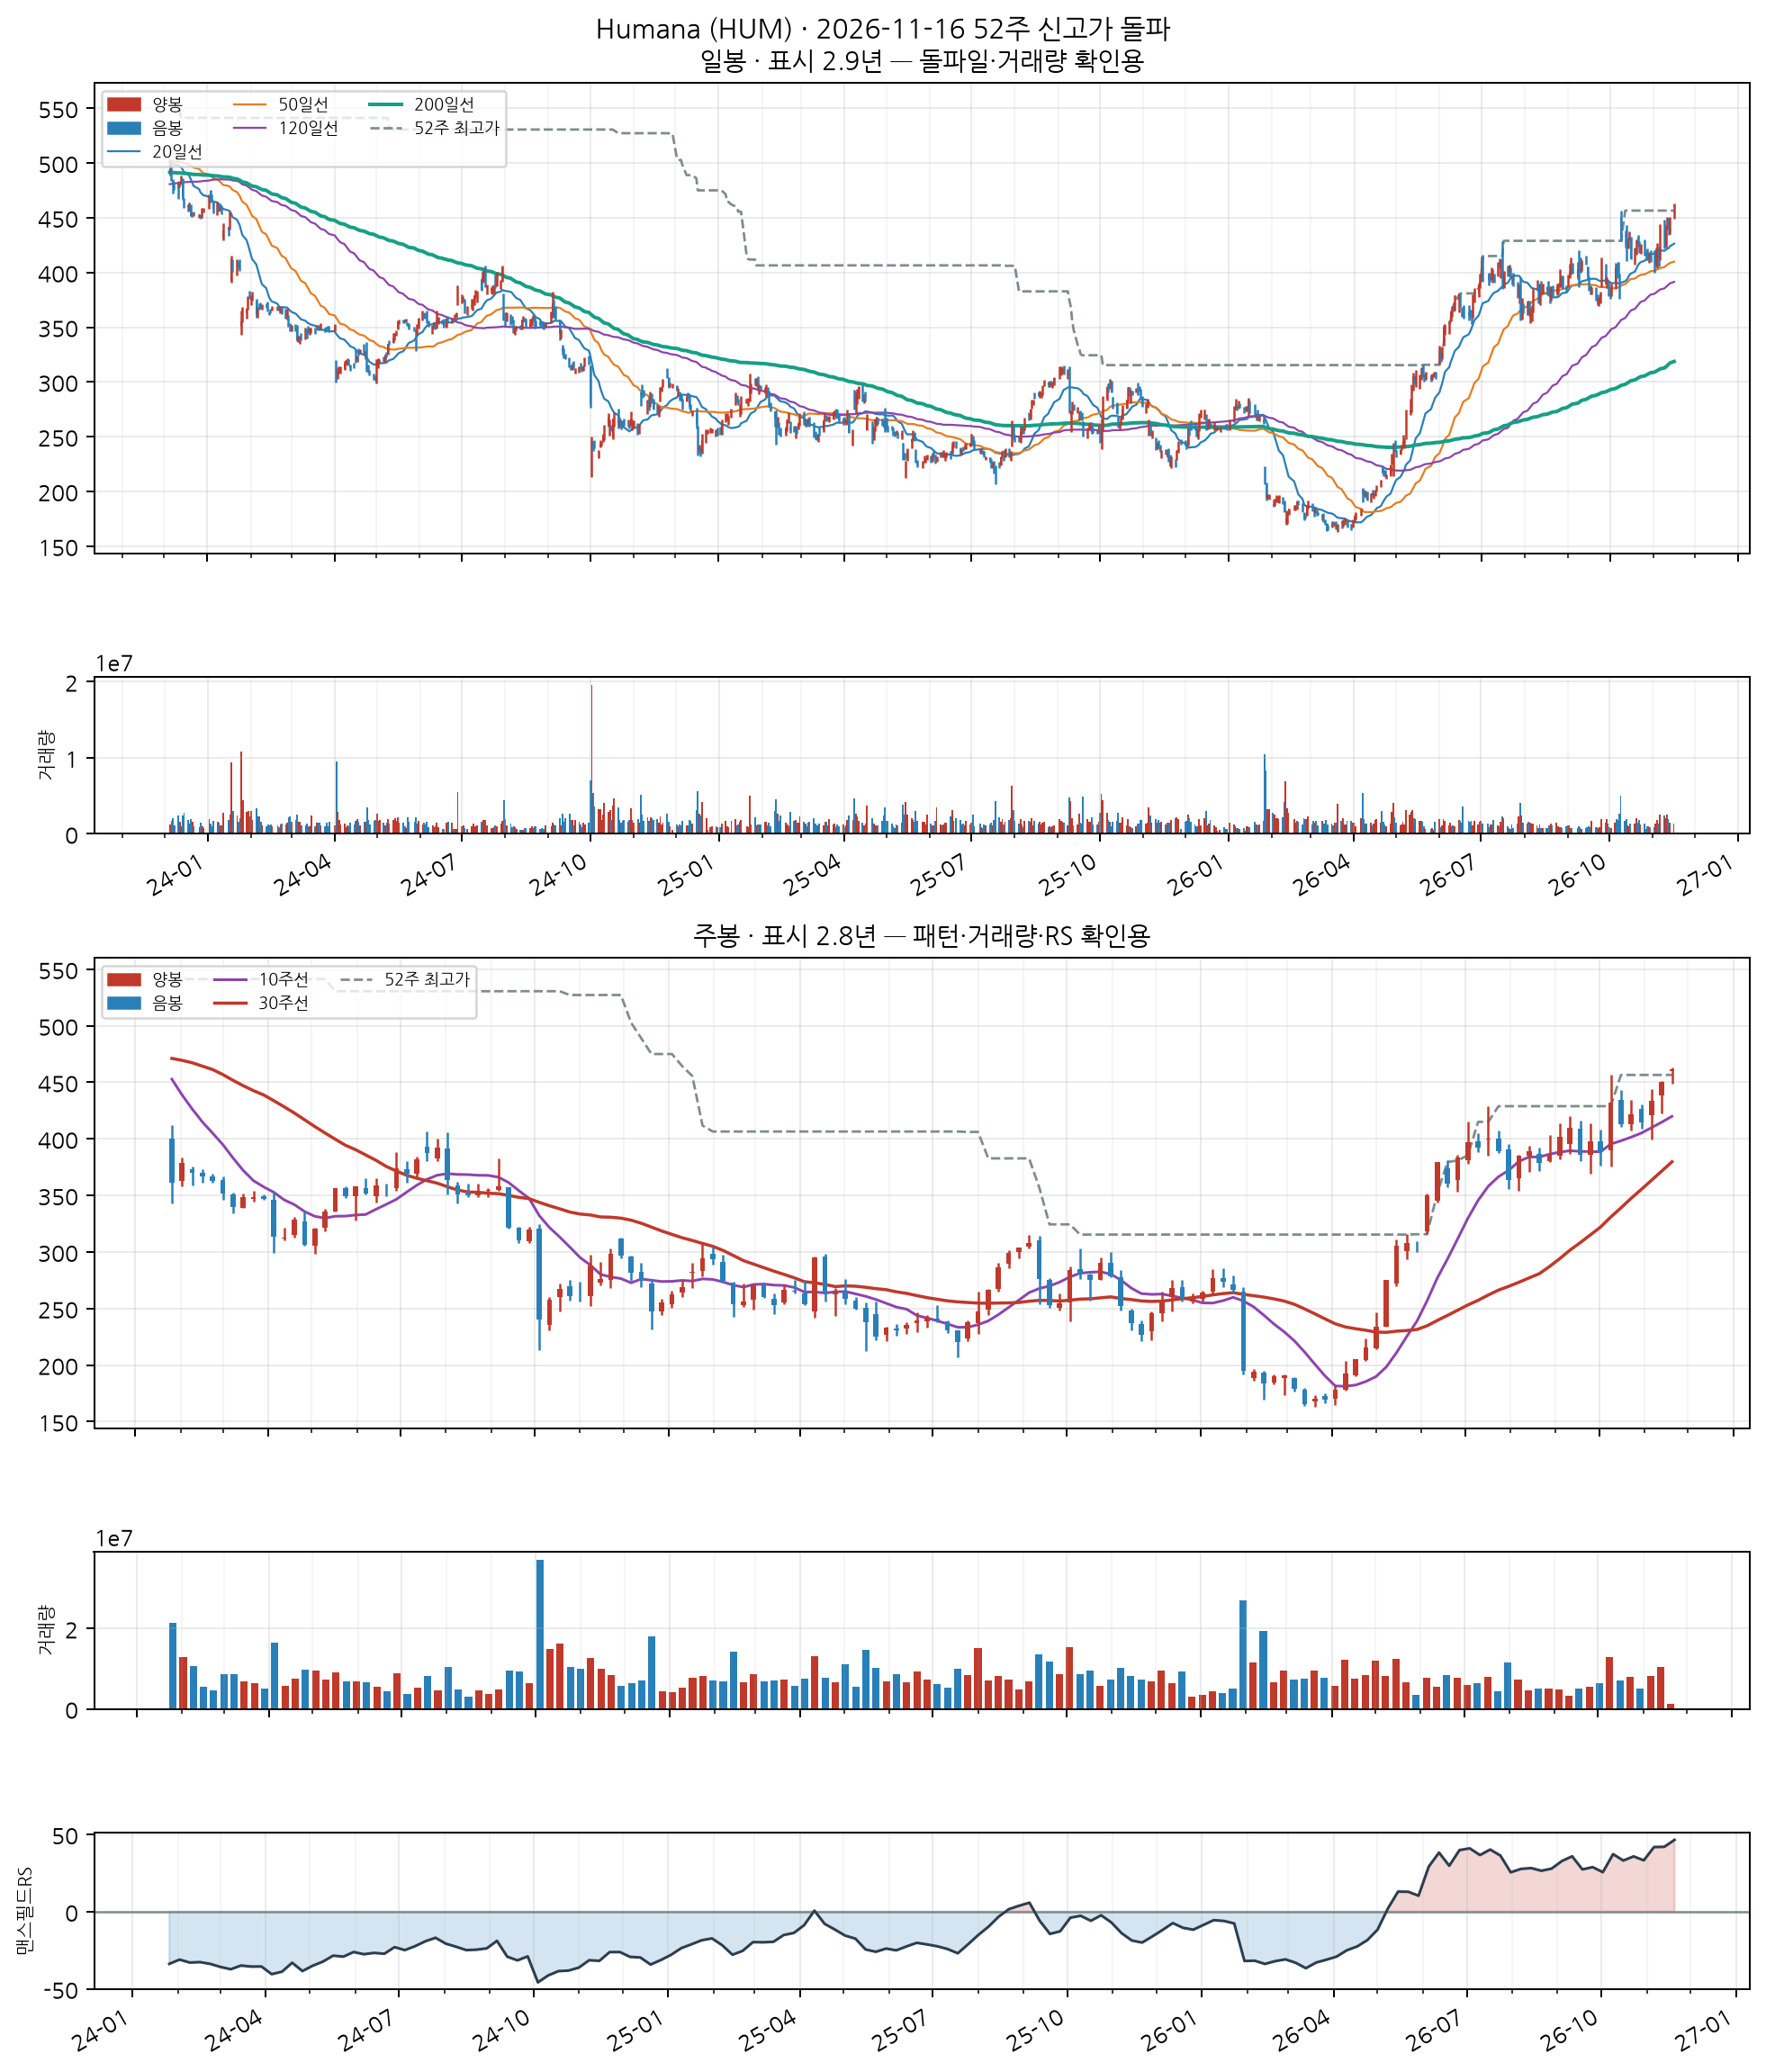 Humana (HUM) · 2026-11-16 52주 신고가 돌파
일봉 · 표시 2.9년 — 돌파일·거래량 확인용
양봉 50일선 200일선
음봉 120일선 52주 최고가
20일선
550
500
450
400
350
300
250
200
150
1e7
거래량
2
1
0
24-01 24-04 24-07 24-10 25-01 25-04 25-07 25-10 26-01 26-04 26-07 26-10 27-01
주봉 · 표시 2.8년 — 패턴·거래량·RS 확인용
양봉 10주선 52주 최고가
음봉 30주선
550
500
450
400
350
300
250
200
150
1e7
거래량
2
0
맨스필드RS
50
0
-50
24-01 24-04 24-07 24-10 25-01 25-04 25-07 25-10 26-01 26-04 26-07 26-10 27-01